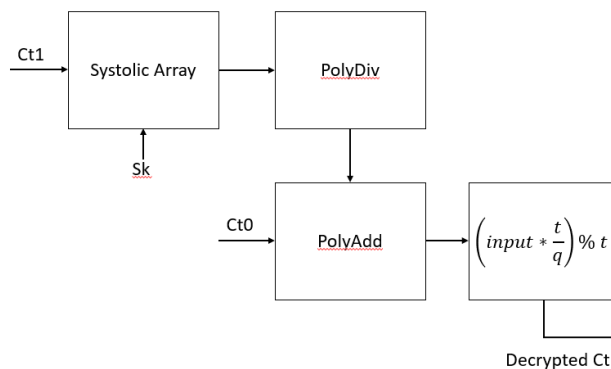 Ct1
Systolic Array
PolyDiv
Sk
Ct0
PolyAdd
(input * t/q) % t
Decrypted Ct